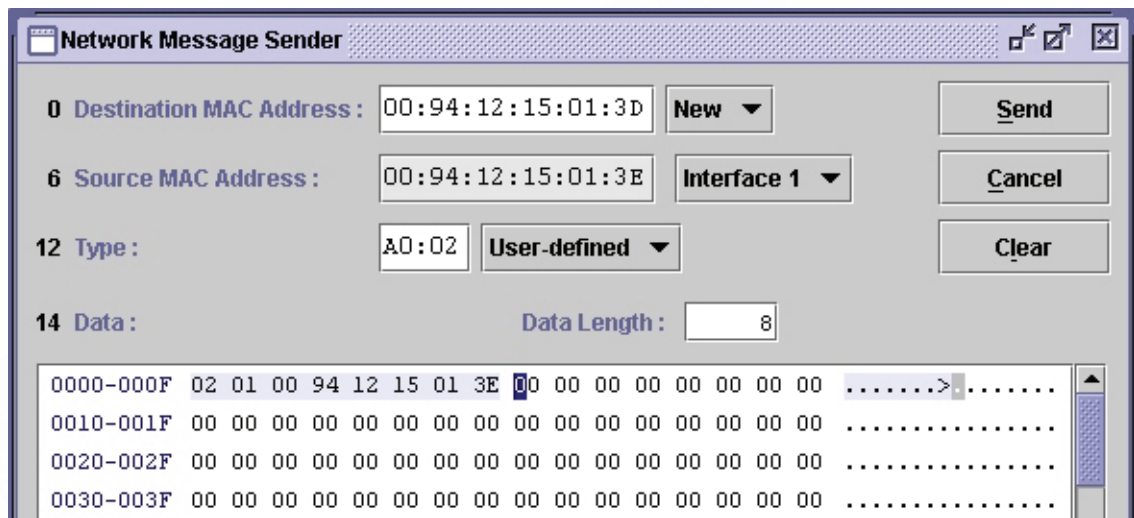 Network Message Sender
0 Destination MAC Address : 00:94:12:15:01:3D New Send
6 Source MAC Address : 00:94:12:15:01:3E Interface 1 Cancel
12 Type : A0:02 User-defined Clear
14 Data : Data Length : 8
0000-000F 02 01 00 94 12 15 01 3E 00 00 00 00 00 00 00 00 .......>........
0010-001F 00 00 00 00 00 00 00 00 00 00 00 00 00 00 00 00 ................
0020-002F 00 00 00 00 00 00 00 00 00 00 00 00 00 00 00 00 ................
0030-003F 00 00 00 00 00 00 00 00 00 00 00 00 00 00 00 00 ................